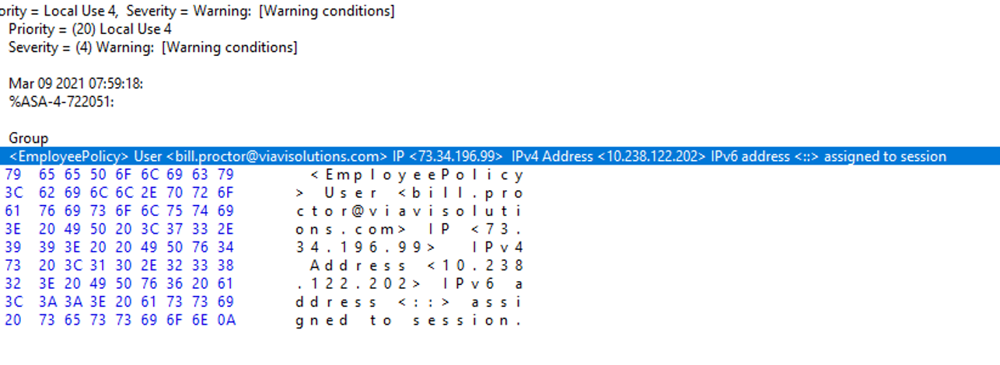 ority = Local Use 4, Severity = Warning: [Warning conditions]
Priority = (20) Local Use 4
Severity = (4) Warning: [Warning conditions]
Mar 09 2021 07:59:18:
%ASA-4-722051:
Group
<EmployeePolicy> User <bill.proctor@viavisolutions.com> IP <73.34.196.99> IPv4 Address <10.238.122.202> IPv6 address <::> assigned to session
79 65 65 50 6F 6C 69 63 79 <EmployeePolicy
3C 62 69 6C 6C 2E 70 72 6F > User <bill.pro
61 76 69 73 6F 6C 75 74 69 ctor@viavisoluti
3E 20 49 50 20 3C 37 33 2E ons.com> IP <73.
39 39 3E 20 20 49 50 76 34 34.196.99>  IPv4
73 20 3C 31 30 2E 32 33 38 Address <10.238
32 3E 20 49 50 76 36 20 61 .122.202> IPv6 a
3C 3A 3A 3E 20 61 73 73 69 ddress <::> assi
20 73 65 73 73 69 6F 6E 0A gned to session.